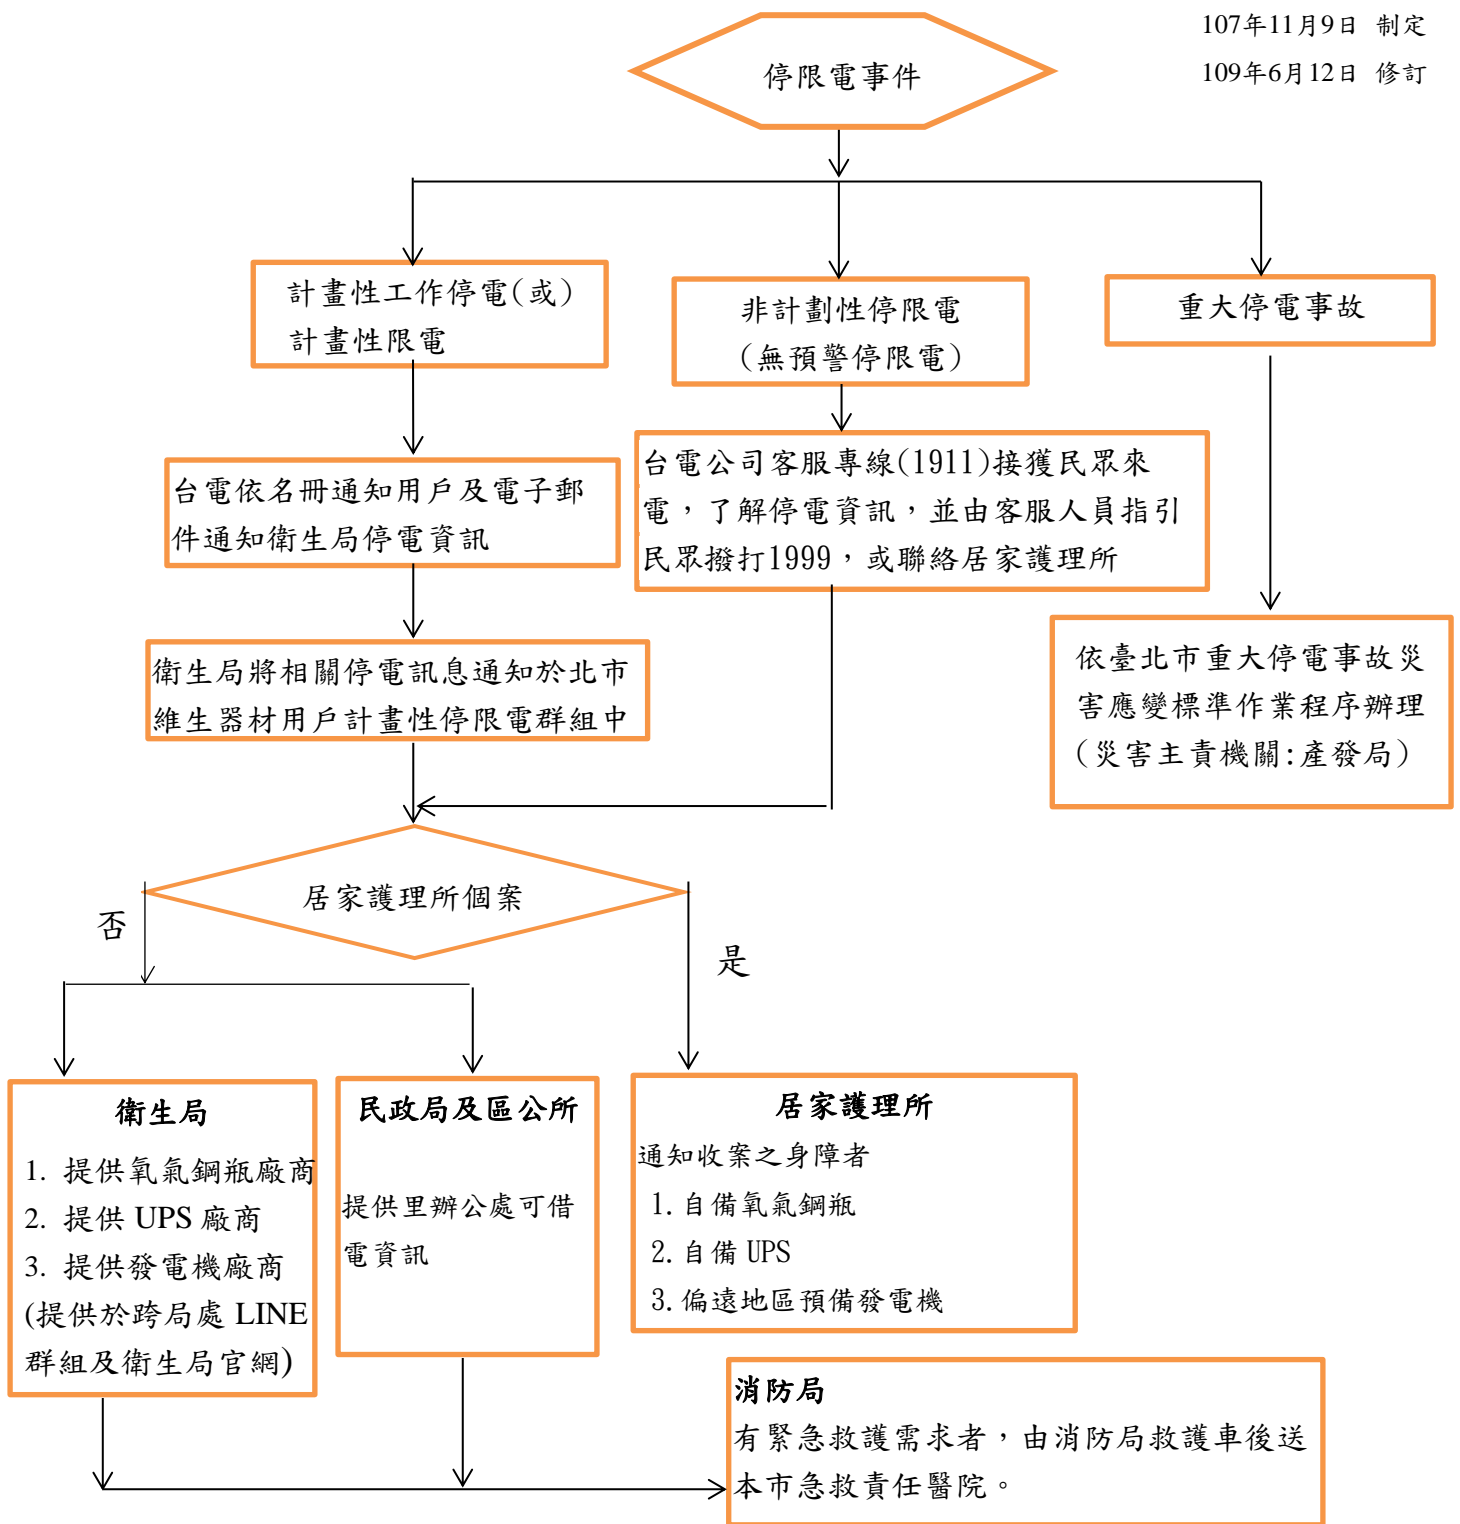 107年11月9日 制定
109年6月12日 修訂
停限電事件
計畫性工作停電(或)
計畫性限電
非計劃性停限電
(無預警停限電)
重大停電事故
台電依名冊通知用戶及電子郵
件通知衛生局停電資訊
台電公司客服專線(1911)接獲民眾來
電，了解停電資訊，並由客服人員指引
民眾撥打1999，或聯絡居家護理所
衛生局將相關停電訊息通知於北市
維生器材用戶計畫性停限電群組中
依臺北市重大停電事故災
害應變標準作業程序辦理
(災害主責機關:產發局)
居家護理所個案
否
是
衛生局
1. 提供氧氣鋼瓶廠商
2. 提供 UPS 廠商
3. 提供發電機廠商
(提供於跨局處 LINE
群組及衛生局官網)
民政局及區公所
提供里辦公處可借
電資訊
居家護理所
通知收案之身障者
1.自備氧氣鋼瓶
2.自備 UPS
3.偏遠地區預備發電機
消防局
有緊急救護需求者，由消防局救護車後送
本市急救責任醫院。